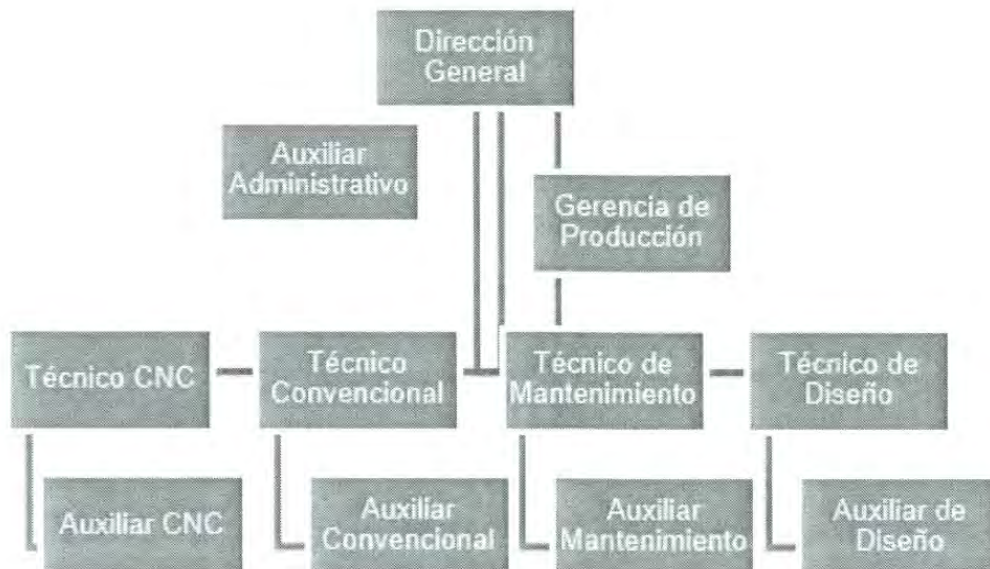 Dirección
General
Auxiliar
Administrativo
Gerencia de
Producción
Técnico CNC
Técnico
Convencional
Técnico de
Mantenimiento
Técnico de
Diseño
Auxiliar CNC
Auxiliar
Convencional
Auxiliar
Mantenimiento
Auxiliar de
Diseño